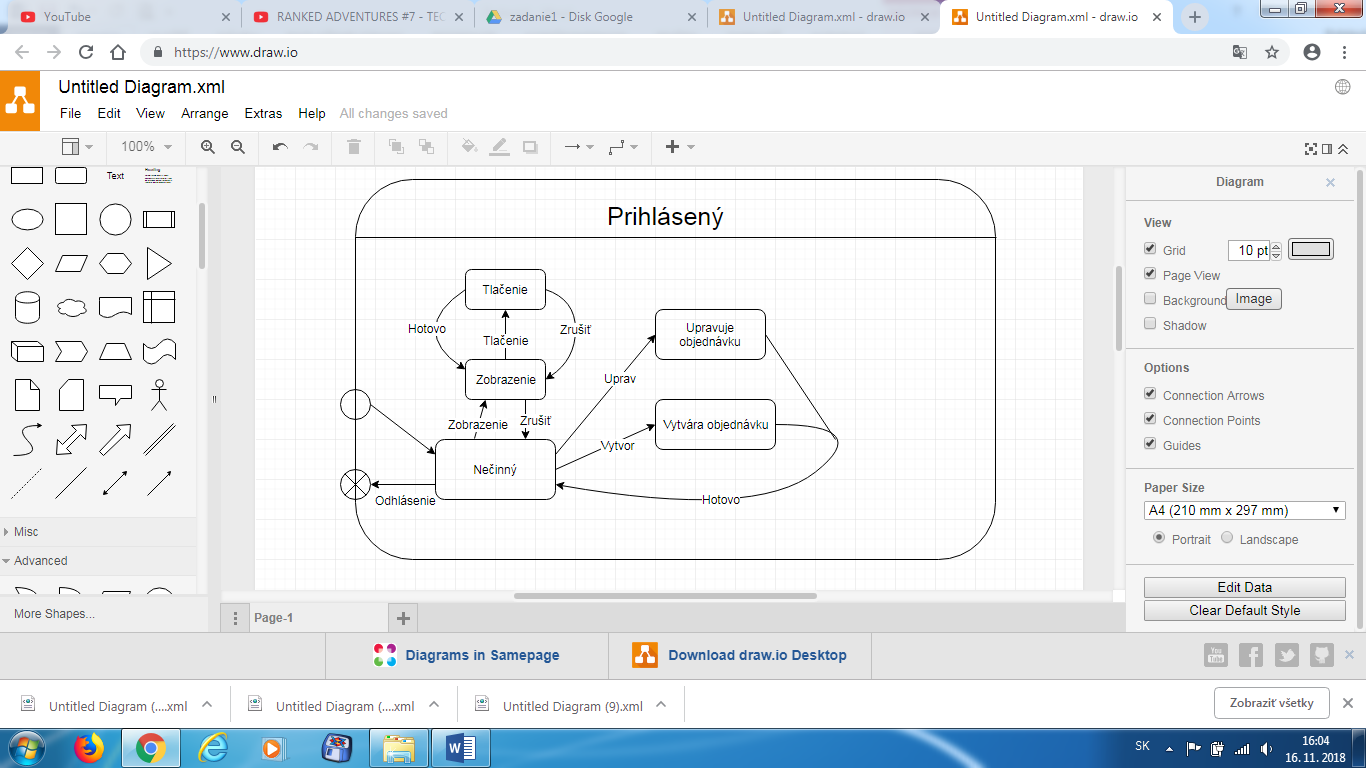 YouTube
RANKED ADVENTURES #7 - TEC
zadanie1 - Disk Google
Untitled Diagram.xml - draw.io
Untitled Diagram.xml - draw.io
https://www.draw.io
Untitled Diagram.xml
File Edit View Arrange Extras Help All changes saved
100%
Text
Heading
Diagram
View
Grid 10 pt
Page View
Background Image
Shadow
Options
Connection Arrows
Connection Points
Guides
Paper Size
A4 (210 mm x 297 mm)
Portrait Landscape
Edit Data
Clear Default Style
Prihlásený
Tlačenie
Hotovo
Tlačenie
Zrušiť
Zobrazenie
Zobrazenie
Zrušiť
Nečinný
Odhlásenie
Uprav
Vytvor
Upravuje
objednávku
Vytvára objednávku
Hotovo
Misc
Advanced
More Shapes...
Page-1
Diagrams in Samepage
Download draw.io Desktop
You
Tube
Untitled Diagram (....xml
Untitled Diagram (....xml
Untitled Diagram (9).xml
Zobraziť všetky
SK
16:04
16. 11. 2018